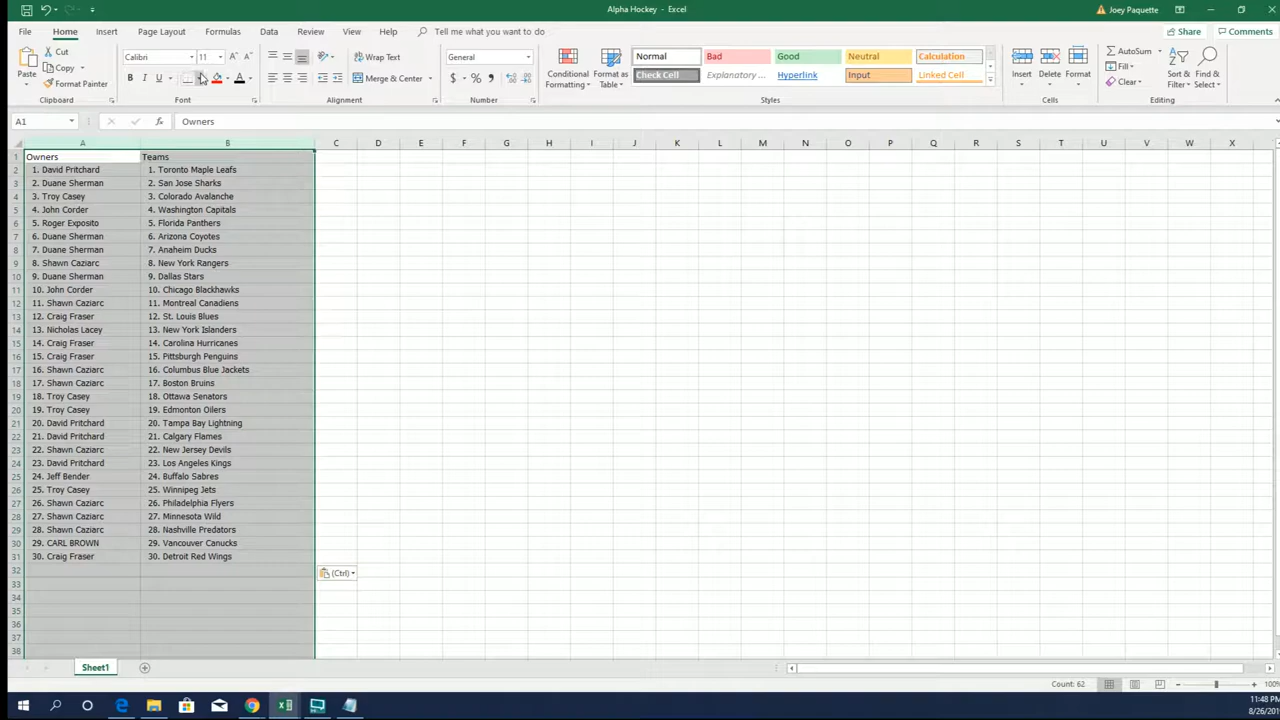 Alpha Hockey - Excel
Joey Paquette
File Home Insert Page Layout Formulas Data Review View Help Tell me what you want to do
Share Comments
Paste
Cut
Copy
Format Painter
Clipboard
Calibri 11
B I U
Font
Wrap Text
Merge & Center
Alignment
General
$ % ,
Number
Conditional Formatting
Format as Table
Normal Bad Good Neutral Calculation
Check Cell Explanatory ... Hyperlink Input Linked Cell
Styles
Insert Delete Format
Cells
AutoSum
Fill
Clear
Sort & Filter
Find & Select
Editing
A1 fx Owners
A B C D E F G H I J K L M N O P Q R S T U V W X
1 Owners Teams
2 1. David Pritchard 1. Toronto Maple Leafs
3 2. Duane Sherman 2. San Jose Sharks
4 3. Troy Casey 3. Colorado Avalanche
5 4. John Corder 4. Washington Capitals
6 5. Roger Exposito 5. Florida Panthers
7 6. Duane Sherman 6. Arizona Coyotes
8 7. Duane Sherman 7. Anaheim Ducks
9 8. Shawn Caziarc 8. New York Rangers
10 9. Duane Sherman 9. Dallas Stars
11 10. John Corder 10. Chicago Blackhawks
12 11. Shawn Caziarc 11. Montreal Canadiens
13 12. Craig Fraser 12. St. Louis Blues
14 13. Nicholas Lacey 13. New York Islanders
15 14. Craig Fraser 14. Carolina Hurricanes
16 15. Craig Fraser 15. Pittsburgh Penguins
17 16. Shawn Caziarc 16. Columbus Blue Jackets
18 17. Shawn Caziarc 17. Boston Bruins
19 18. Troy Casey 18. Ottawa Senators
20 19. Troy Casey 19. Edmonton Oilers
21 20. David Pritchard 20. Tampa Bay Lightning
22 21. David Pritchard 21. Calgary Flames
23 22. Shawn Caziarc 22. New Jersey Devils
24 23. David Pritchard 23. Los Angeles Kings
25 24. Jeff Bender 24. Buffalo Sabres
26 25. Troy Casey 25. Winnipeg Jets
27 26. Shawn Caziarc 26. Philadelphia Flyers
28 27. Shawn Caziarc 27. Minnesota Wild
29 28. Shawn Caziarc 28. Nashville Predators
30 29. CARL BROWN 29. Vancouver Canucks
31 30. Craig Fraser 30. Detroit Red Wings
32
(Ctrl)
33
34
35
36
37
38
Sheet1
Count: 62
100%
11:48 PM
8/26/201